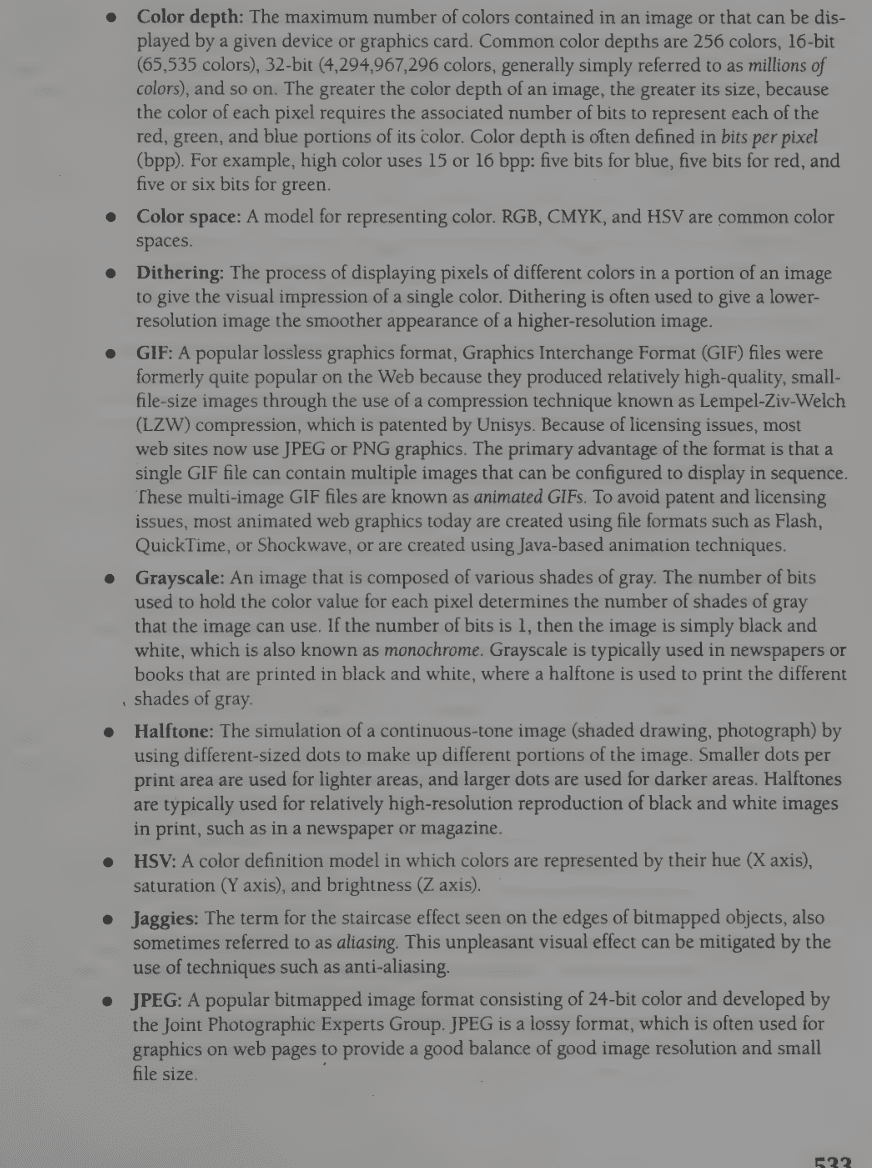 ● Color depth: The maximum number of colors contained in an image or that can be dis-
played by a given device or graphics card. Common color depths are 256 colors, 16-bit
(65,535 colors), 32-bit (4,294,967,296 colors, generally simply referred to as millions of
colors), and so on. The greater the color depth of an image, the greater its size, because
the color of each pixel requires the associated number of bits to represent each of the
red, green, and blue portions of its color. Color depth is often defined in bits per pixel
(bpp). For example, high color uses 15 or 16 bpp: five bits for blue, five bits for red, and
five or six bits for green.
● Color space: A model for representing color. RGB, CMYK, and HSV are common color
spaces.
● Dithering: The process of displaying pixels of different colors in a portion of an image
to give the visual impression of a single color. Dithering is often used to give a lower-
resolution image the smoother appearance of a higher-resolution image.
● GIF: A popular lossless graphics format, Graphics Interchange Format (GIF) files were
formerly quite popular on the Web because they produced relatively high-quality, small-
file-size images through the use of a compression technique known as Lempel-Ziv-Welch
(LZW) compression, which is patented by Unisys. Because of licensing issues, most
web sites now use JPEG or PNG graphics. The primary advantage of the format is that a
single GIF file can contain multiple images that can be configured to display in sequence.
These multi-image GIF files are known as animated GIFs. To avoid patent and licensing
issues, most animated web graphics today are created using file formats such as Flash,
QuickTime, or Shockwave, or are created using Java-based animation techniques.
● Grayscale: An image that is composed of various shades of gray. The number of bits
used to hold the color value for each pixel determines the number of shades of gray
that the image can use. If the number of bits is 1, then the image is simply black and
white, which is also known as monochrome. Grayscale is typically used in newspapers or
books that are printed in black and white, where a halftone is used to print the different
shades of gray.
● Halftone: The simulation of a continuous-tone image (shaded drawing, photograph) by
using different-sized dots to make up different portions of the image. Smaller dots per
print area are used for lighter areas, and larger dots are used for darker areas. Halftones
are typically used for relatively high-resolution reproduction of black and white images
in print, such as in a newspaper or magazine.
● HSV: A color definition model in which colors are represented by their hue (X axis),
saturation (Y axis), and brightness (Z axis).
● Jaggies: The term for the staircase effect seen on the edges of bitmapped objects, also
sometimes referred to as aliasing. This unpleasant visual effect can be mitigated by the
use of techniques such as anti-aliasing.
● JPEG: A popular bitmapped image format consisting of 24-bit color and developed by
the Joint Photographic Experts Group. JPEG is a lossy format, which is often used for
graphics on web pages to provide a good balance of good image resolution and small
file size.
533